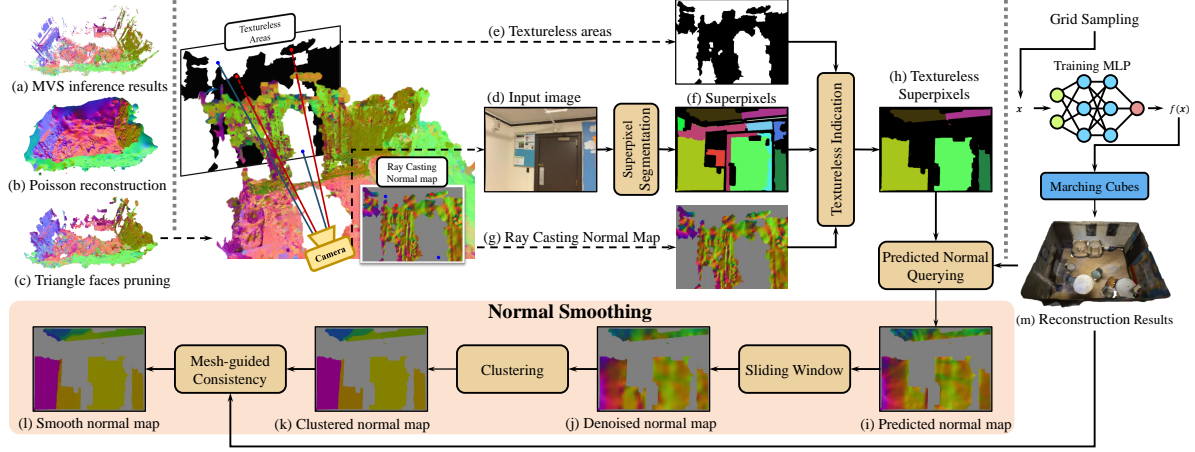 (a) MVS inference results
(b) Poisson reconstruction
(c) Triangle faces pruning
Textureless
Areas
Camera
Ray Casting
Normal map
(e) Textureless areas
(d) Input image
Superpixel
Segmentation
(f) Superpixels
(g) Ray Casting Normal Map
Textureless Indication
(h) Textureless
Superpixels
Predicted Normal
Querying
Grid Sampling
Training MLP
x
f(x)
Marching Cubes
(m) Reconstruction Results
Normal Smoothing
Mesh-guided
Consistency
Clustering
Sliding Window
(l) Smooth normal map
(k) Clustered normal map
(j) Denoised normal map
(i) Predicted normal map